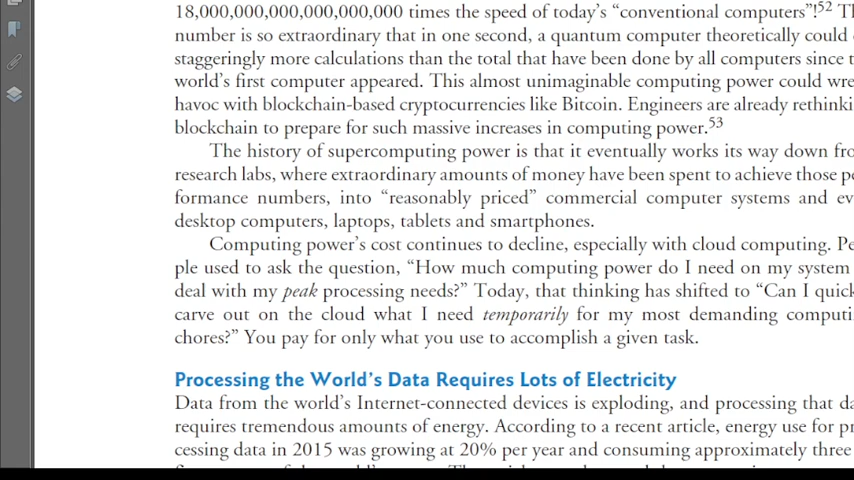 18,000,000,000,000,000,000 times the speed of today’s “conventional computers”!52
number is so extraordinary that in one second, a quantum computer theoretically could
staggeringly more calculations than the total that have been done by all computers since
world’s first computer appeared. This almost unimaginable computing power could
havoc with blockchain-based cryptocurrencies like Bitcoin. Engineers are already
blockchain to prepare for such massive increases in computing power.53
The history of supercomputing power is that it eventually works its way down
research labs, where extraordinary amounts of money have been spent to achieve those
formance numbers, into “reasonably priced” commercial computer systems and
desktop computers, laptops, tablets and smartphones.
Computing power’s cost continues to decline, especially with cloud computing.
ple used to ask the question, “How much computing power do I need on my system
deal with my peak processing needs?” Today, that thinking has shifted to “Can I
carve out on the cloud what I need temporarily for my most demanding
chores?” You pay for only what you use to accomplish a given task.
Processing the World’s Data Requires Lots of Electricity
Data from the world’s Internet-connected devices is exploding, and processing that
requires tremendous amounts of energy. According to a recent article, energy use for
cessing data in 2015 was growing at 20% per year and consuming approximately three